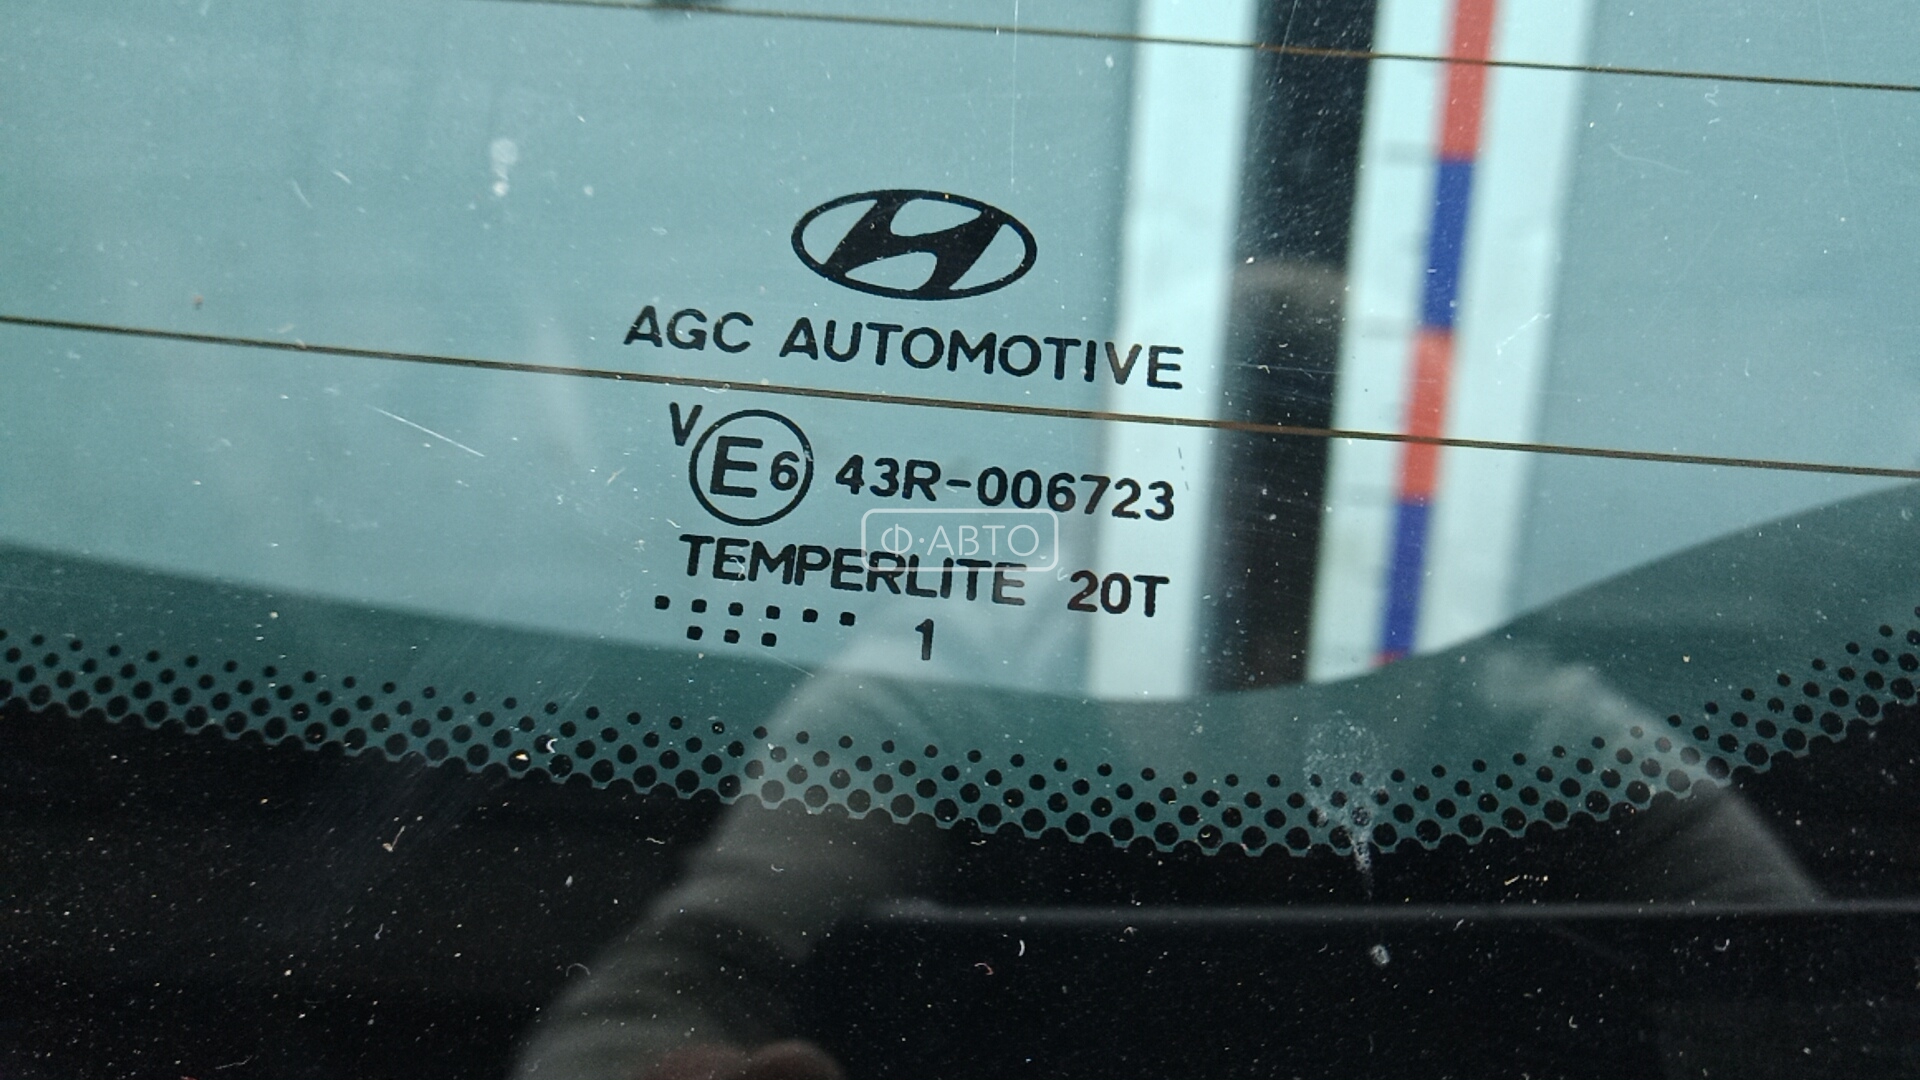 AGC AUTOMOTIVE
V E6 43R-006723
Ф·АВТО
TEMPERLITE 20T
1